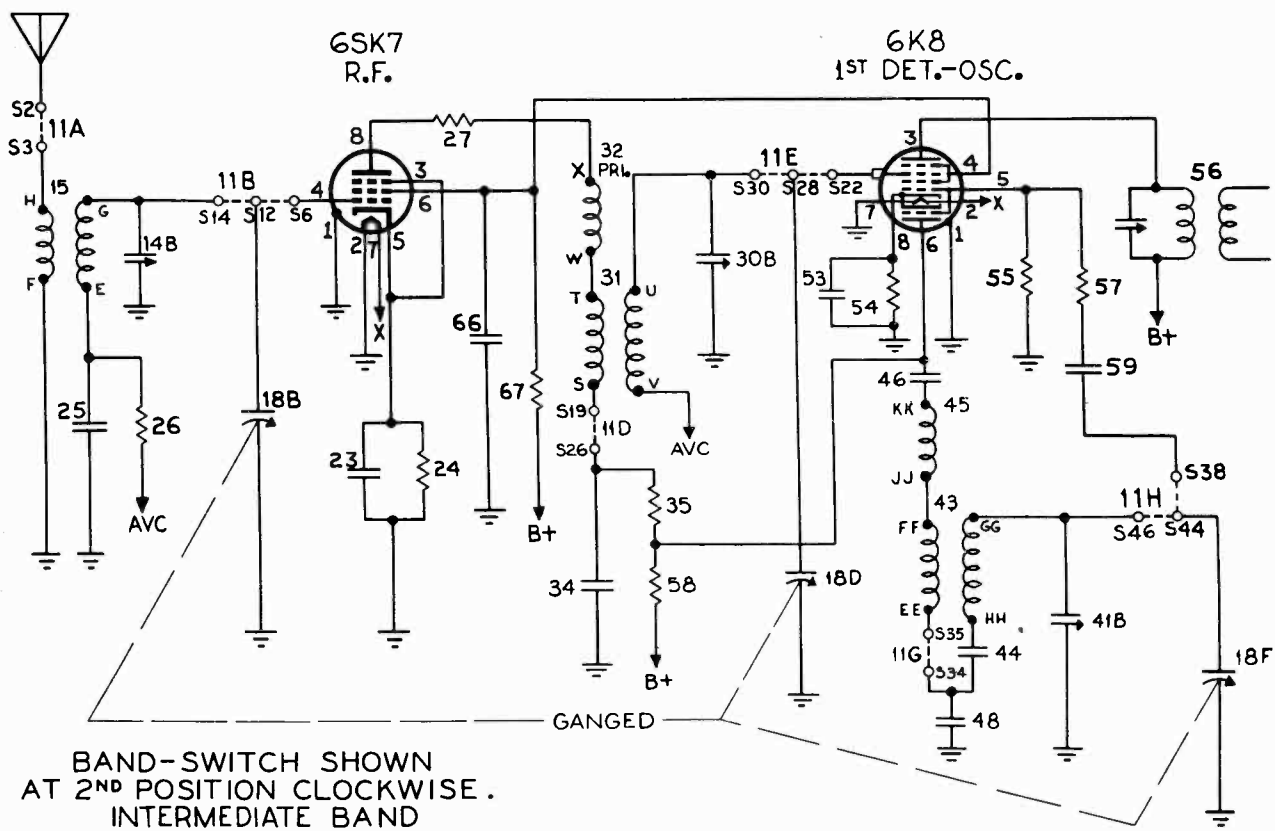 6SK7
R.F.
6K8
1ST DET.-OSC.
S2
11A
S3
8
27
32
PRI.
X
11E
S30
S28
S22
3
4
5
X
2
7
8
6
1
56
H
15
G
11B
S14
S12
S6
4
3
6
1
2
7
5
14B
F
E
X
W
31
T
U
30B
53
54
55
57
B+
66
59
46
KK
45
25
26
18B
67
S
V
S19
11D
S26
AVC
JJ
S38
23
24
AVC
B+
35
43
FF
GG
11H
S46
S44
34
58
18D
EE
HH
S35
11G
S34
44
41B
18F
B+
48
GANGED
BAND-SWITCH SHOWN
AT 2ND POSITION CLOCKWISE.
INTERMEDIATE BAND